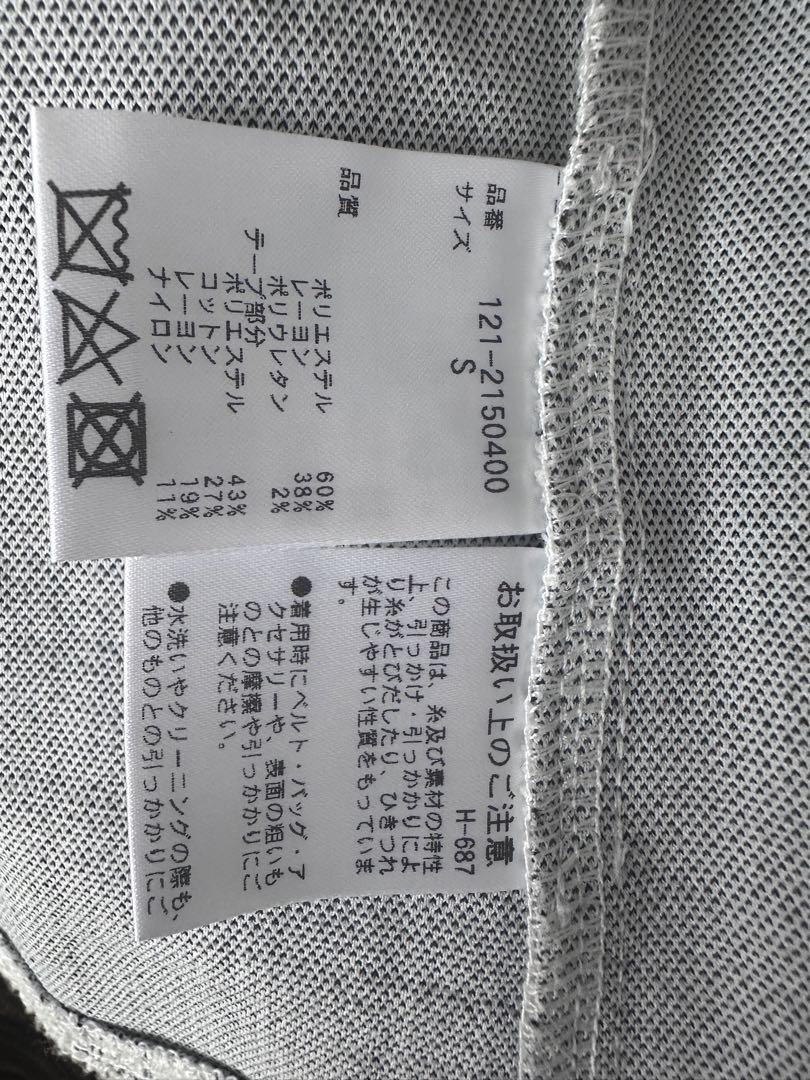 品番 121-2150400
サイズ S
品質
ポリエステル 60%
レーヨン 38%
ポリウレタン 2%
テープ部分
ポリエステル 43%
コットン 27%
レーヨン 19%
ナイロン 11%
お取扱い上のご注意
H-687
この商品は、糸及び素材の特性
上、引っかけ・引っかかりによ
り糸がとびだしたり、ひきつれ
が生じやすい性質をもっていま
す。
●着用時にベルト・バッグ・ア
クセサリーや、表面の粗いも
のとの摩擦や引っかかりにご
注意ください。
●水洗いやクリーニングの際も、
他のものとの引っかかりにご